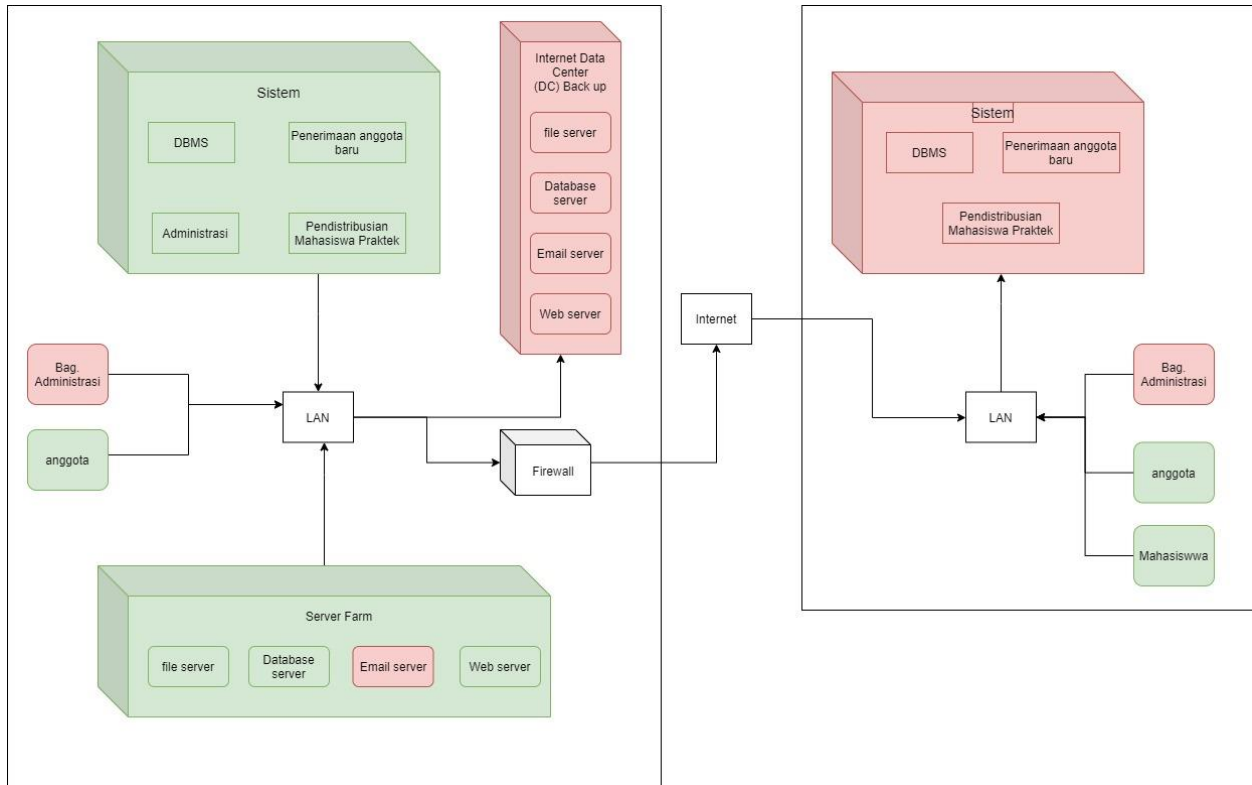 Sistem
DBMS
Penerimaan anggota
baru
Administrasi
Pendistribusian
Mahasiswa Praktek
Internet Data
Center
(DC) Back up
file server
Database
server
Email server
Web server
Bag.
Administrasi
anggota
LAN
Firewall
Server Farm
file server
Database
server
Email server
Web server
Internet
Sistem
DBMS
Penerimaan anggota
baru
Pendistribusian
Mahasiswa Praktek
LAN
Bag.
Administrasi
anggota
Mahasiswwa